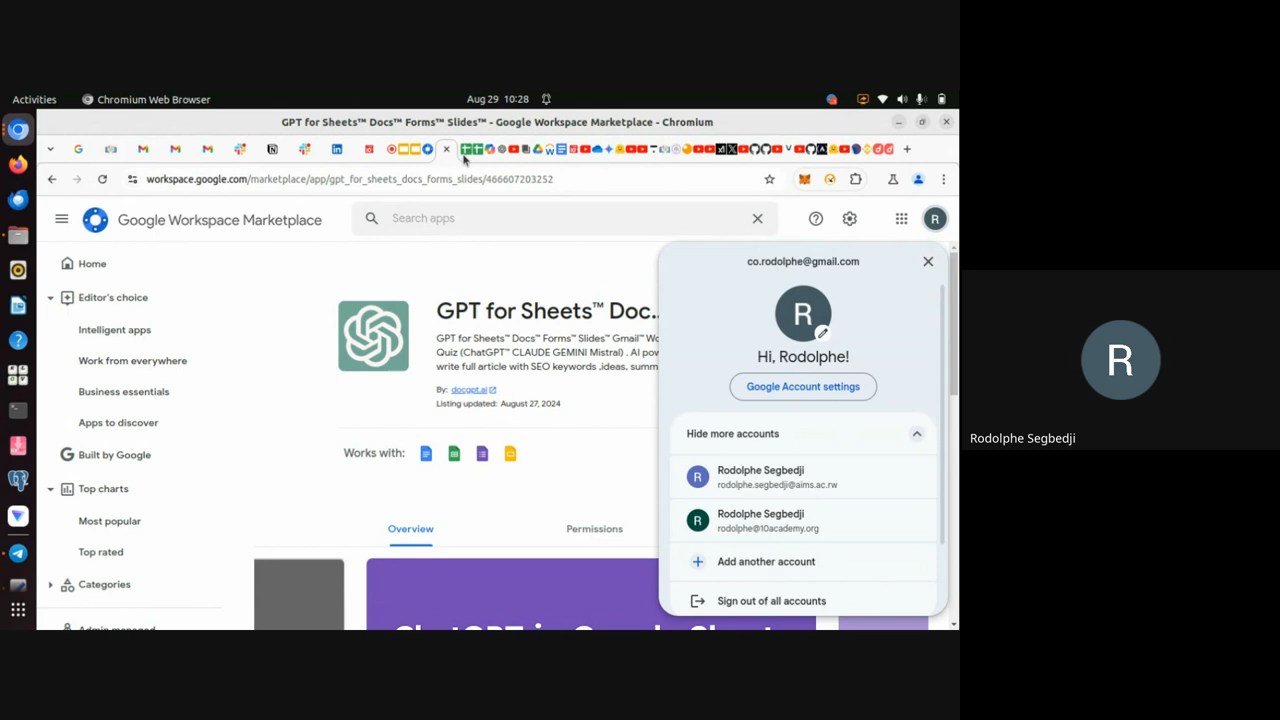 Activities
Chromium Web Browser
Aug 29 10:28
GPT for Sheets™ Docs™ Forms™ Slides™ - Google Workspace Marketplace - Chromium
workspace.google.com/marketplace/app/gpt_for_sheets_docs_forms_slides/466607203252
Google Workspace Marketplace
Search apps
R
Home
Editor's choice
Intelligent apps
Work from everywhere
Business essentials
Apps to discover
Built by Google
Top charts
Most popular
Top rated
Categories
Admin managed
GPT for Sheets™ Doc...
GPT for Sheets™ Docs™ Forms™ Slides™ Gmail™
Quiz (ChatGPT™ CLAUDE GEMINI Mistral) . AI
write full article with SEO keywords ,ideas,
By: docgpt.ai
Listing updated: August 27, 2024
Works with:
Overview
Permissions
co.rodolphe@gmail.com
R
Hi, Rodolphe!
Google Account settings
Hide more accounts
R
Rodolphe Segbedji
rodolphe.segbedji@aims.ac.rw
R
Rodolphe Segbedji
rodolphe@10academy.org
Add another account
Sign out of all accounts
R
Rodolphe Segbedji